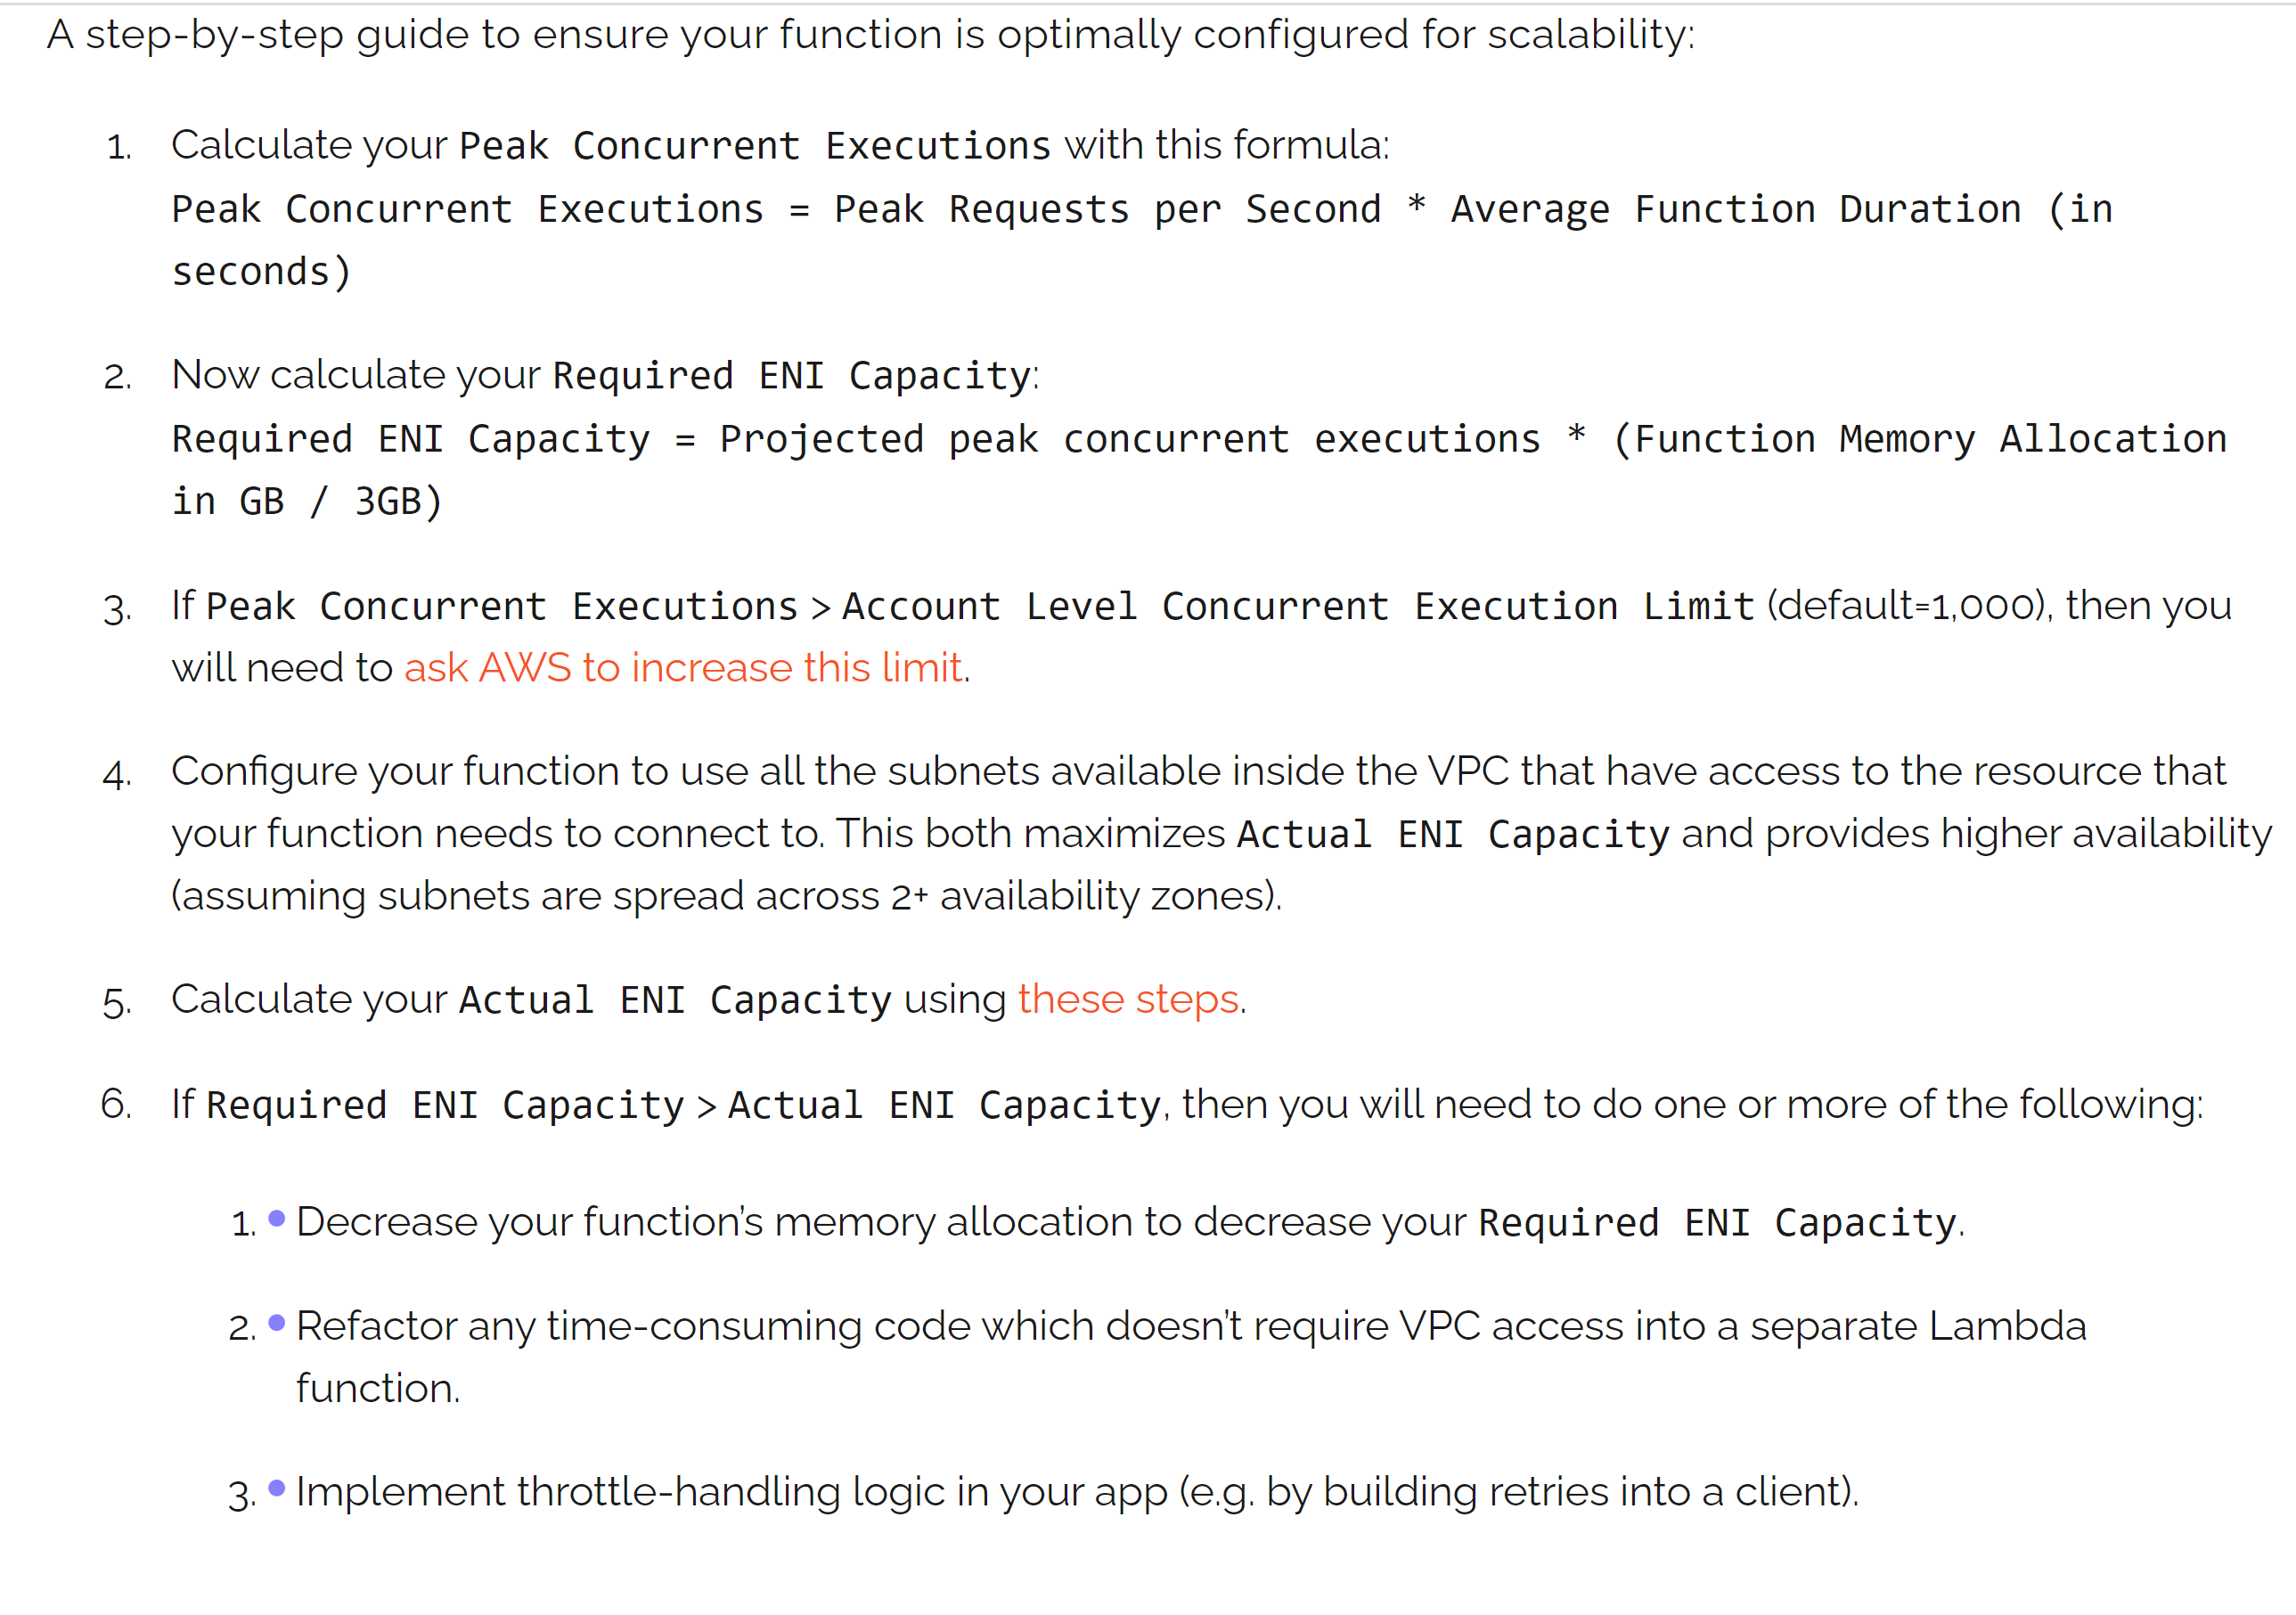 A step-by-step guide to ensure your function is optimally configured for scalability:
1. Calculate your Peak Concurrent Executions with this formula:
Peak Concurrent Executions = Peak Requests per Second * Average Function Duration (in
seconds)
2. Now calculate your Required ENI Capacity:
Required ENI Capacity = Projected peak concurrent executions * (Function Memory Allocation
in GB / 3GB)
3. If Peak Concurrent Executions > Account Level Concurrent Execution Limit (default=1,000), then you
will need to ask AWS to increase this limit.
4. Configure your function to use all the subnets available inside the VPC that have access to the resource that
your function needs to connect to. This both maximizes Actual ENI Capacity and provides higher availability
(assuming subnets are spread across 2+ availability zones).
5. Calculate your Actual ENI Capacity using these steps.
6. If Required ENI Capacity > Actual ENI Capacity, then you will need to do one or more of the following:
1. • Decrease your function’s memory allocation to decrease your Required ENI Capacity.
2. • Refactor any time-consuming code which doesn’t require VPC access into a separate Lambda
function.
3. • Implement throttle-handling logic in your app (e.g. by building retries into a client).